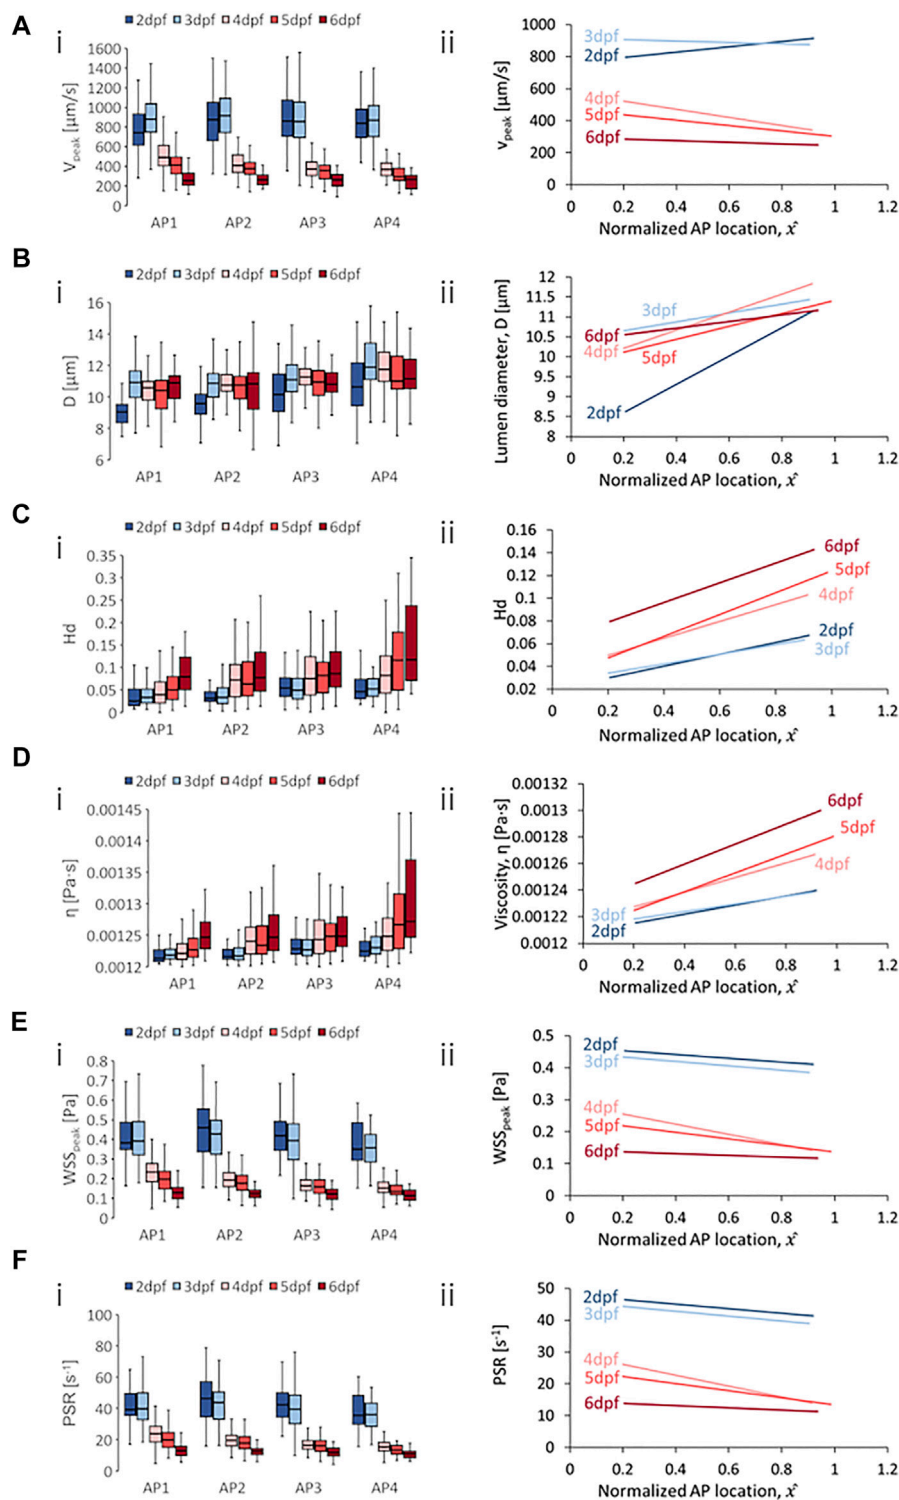 A
i
2dpf 3dpf 4dpf 5dpf 6dpf
Vpeak [µm/s]
1600
1400
1200
1000
800
600
400
200
0
AP1 AP2 AP3 AP4
ii
vpeak [µm/s]
1000
800
600
400
200
0
3dpf
2dpf
4dpf
5dpf
6dpf
0 0.2 0.4 0.6 0.8 1 1.2
Normalized AP location, x̂
B
i
2dpf 3dpf 4dpf 5dpf 6dpf
D [µm]
16
14
12
10
8
6
AP1 AP2 AP3 AP4
ii
Lumen diameter, D [µm]
12
11.5
11
10.5
10
9.5
9
8.5
8
3dpf
6dpf
4dpf
5dpf
2dpf
0 0.2 0.4 0.6 0.8 1 1.2
Normalized AP location, x̂
C
i
2dpf 3dpf 4dpf 5dpf 6dpf
Hd
0.35
0.3
0.25
0.2
0.15
0.1
0.05
0
AP1 AP2 AP3 AP4
ii
Hd
0.16
0.14
0.12
0.1
0.08
0.06
0.04
0.02
6dpf
5dpf
4dpf
2dpf
3dpf
0 0.2 0.4 0.6 0.8 1 1.2
Normalized AP location, x̂
D
i
2dpf 3dpf 4dpf 5dpf 6dpf
η [Pa·s]
0.00145
0.0014
0.00135
0.0013
0.00125
0.0012
AP1 AP2 AP3 AP4
ii
Viscosity, η [Pa·s]
0.00132
0.0013
0.00128
0.00126
0.00124
0.00122
0.0012
6dpf
5dpf
4dpf
3dpf
2dpf
0 0.2 0.4 0.6 0.8 1 1.2
Normalized AP location, x̂
E
i
2dpf 3dpf 4dpf 5dpf 6dpf
WSSpeak [Pa]
0.8
0.7
0.6
0.5
0.4
0.3
0.2
0.1
0
AP1 AP2 AP3 AP4
ii
WSSpeak [Pa]
0.5
0.4
0.3
0.2
0.1
0
2dpf
3dpf
4dpf
5dpf
6dpf
0 0.2 0.4 0.6 0.8 1 1.2
Normalized AP location, x̂
F
i
2dpf 3dpf 4dpf 5dpf 6dpf
PSR [s-1]
100
80
60
40
20
0
AP1 AP2 AP3 AP4
ii
PSR [s-1]
50
40
30
20
10
0
2dpf
3dpf
4dpf
5dpf
6dpf
0 0.2 0.4 0.6 0.8 1 1.2
Normalized AP location, x̂